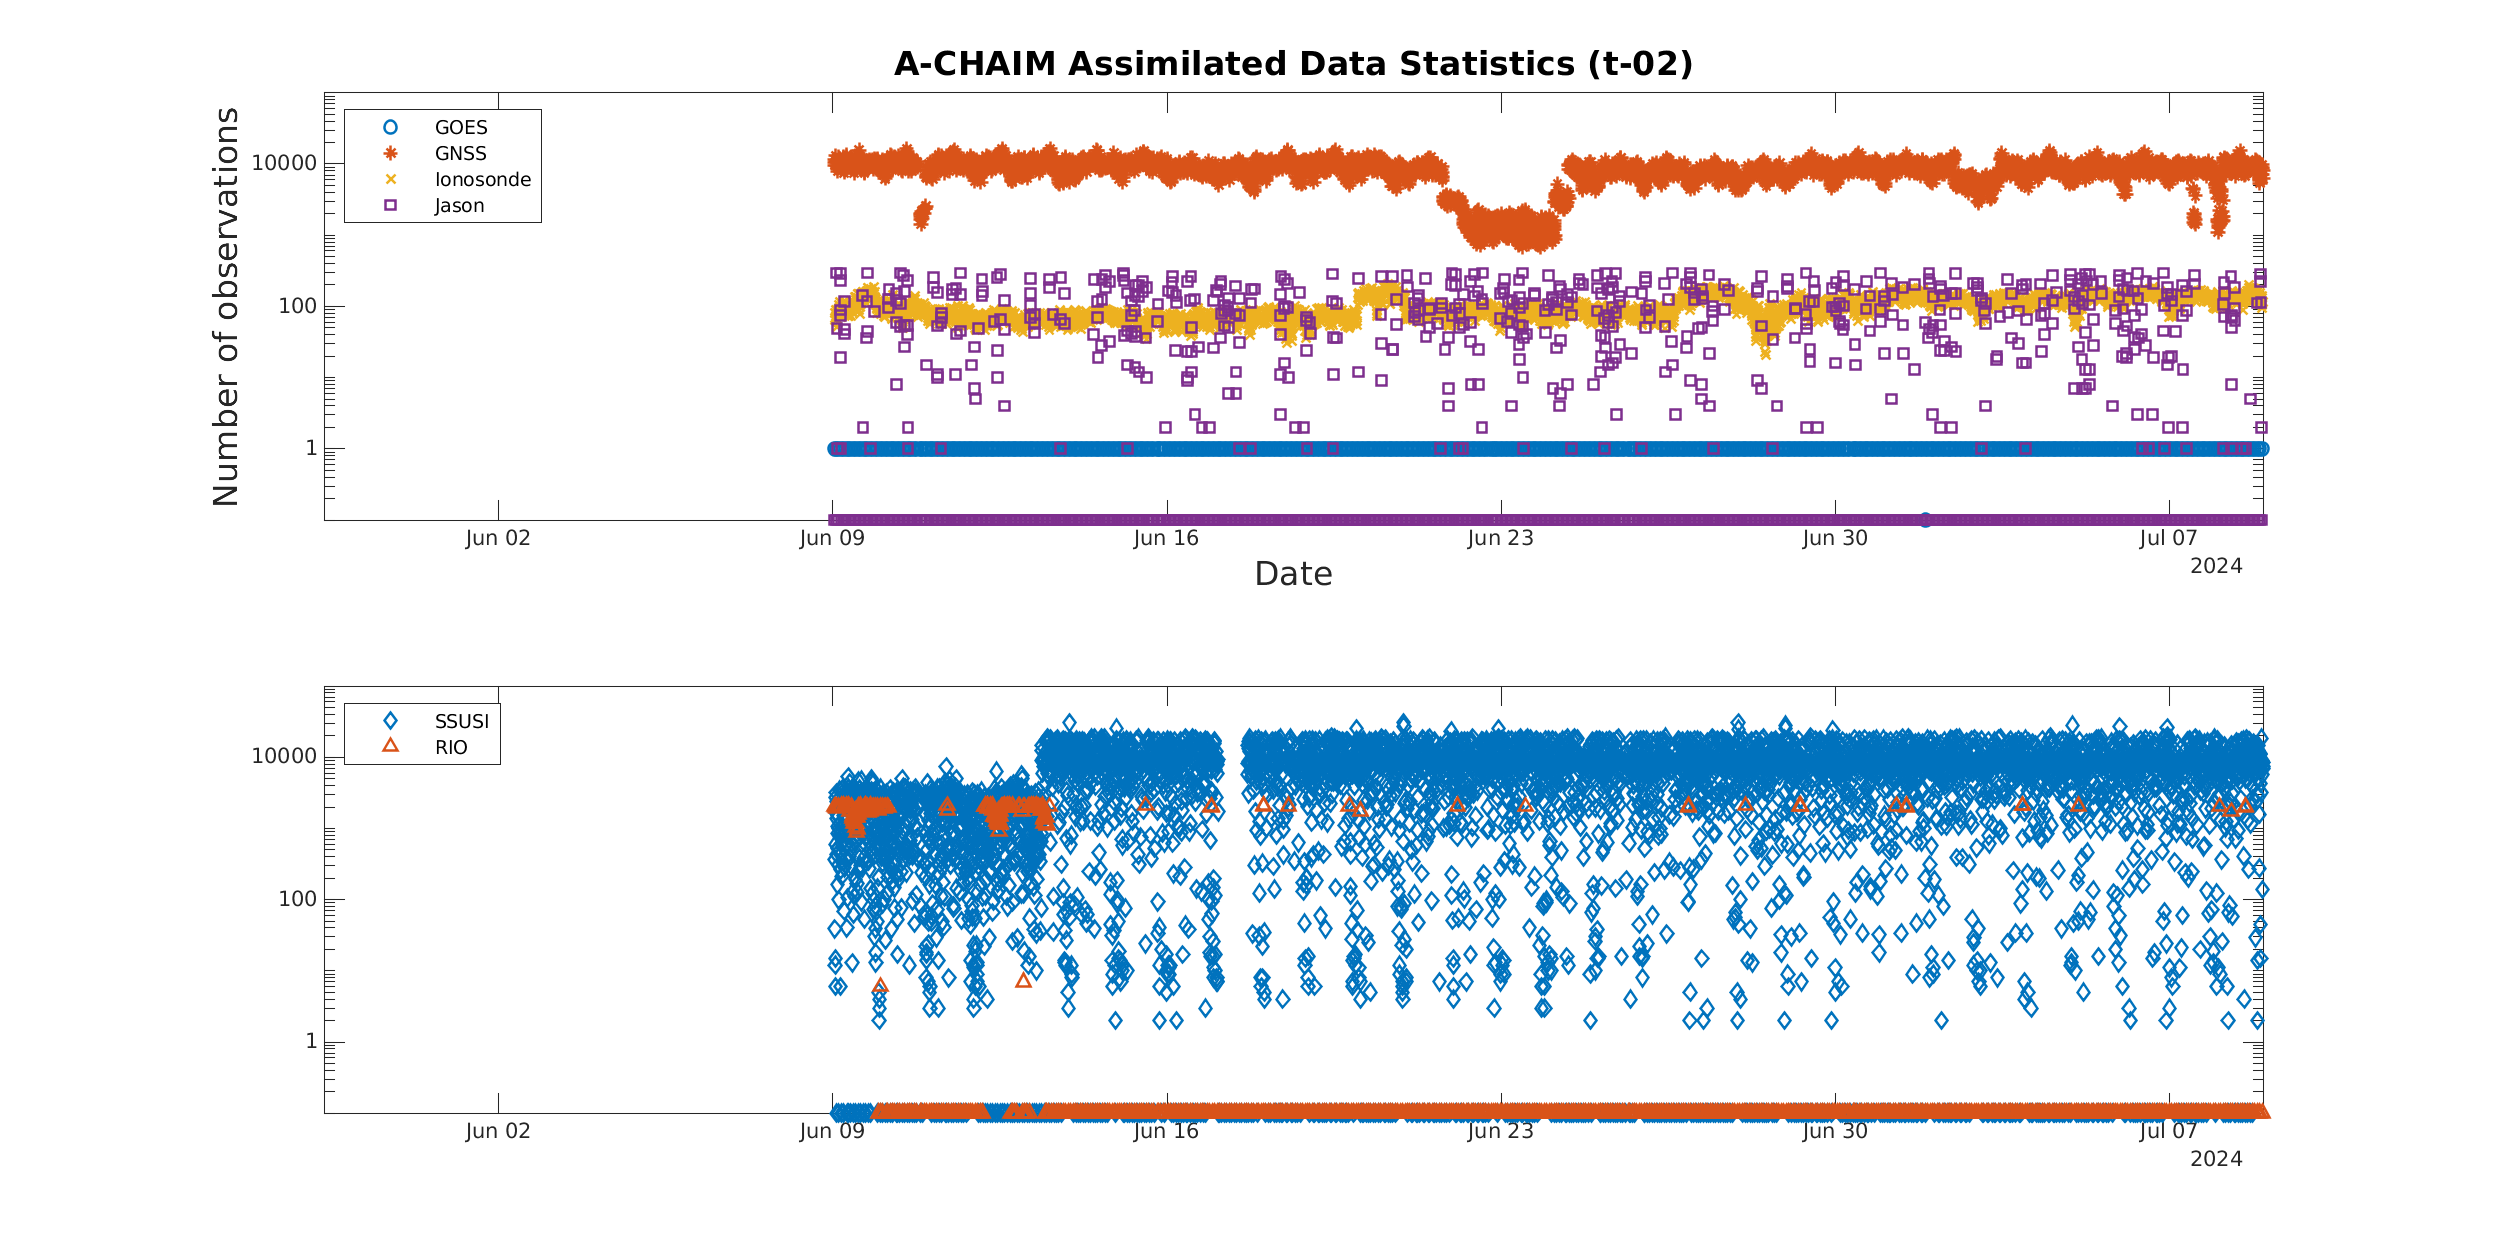 A-CHAIM Assimilated Data Statistics (t-02)
Number of observations
10000
100
1
GOES
GNSS
Ionosonde
Jason
Jun 02
Jun 09
Jun 16
Jun 23
Jun 30
Jul 07
2024
Date
10000
100
1
SSUSI
RIO
Jun 02
Jun 09
Jun 16
Jun 23
Jun 30
Jul 07
2024